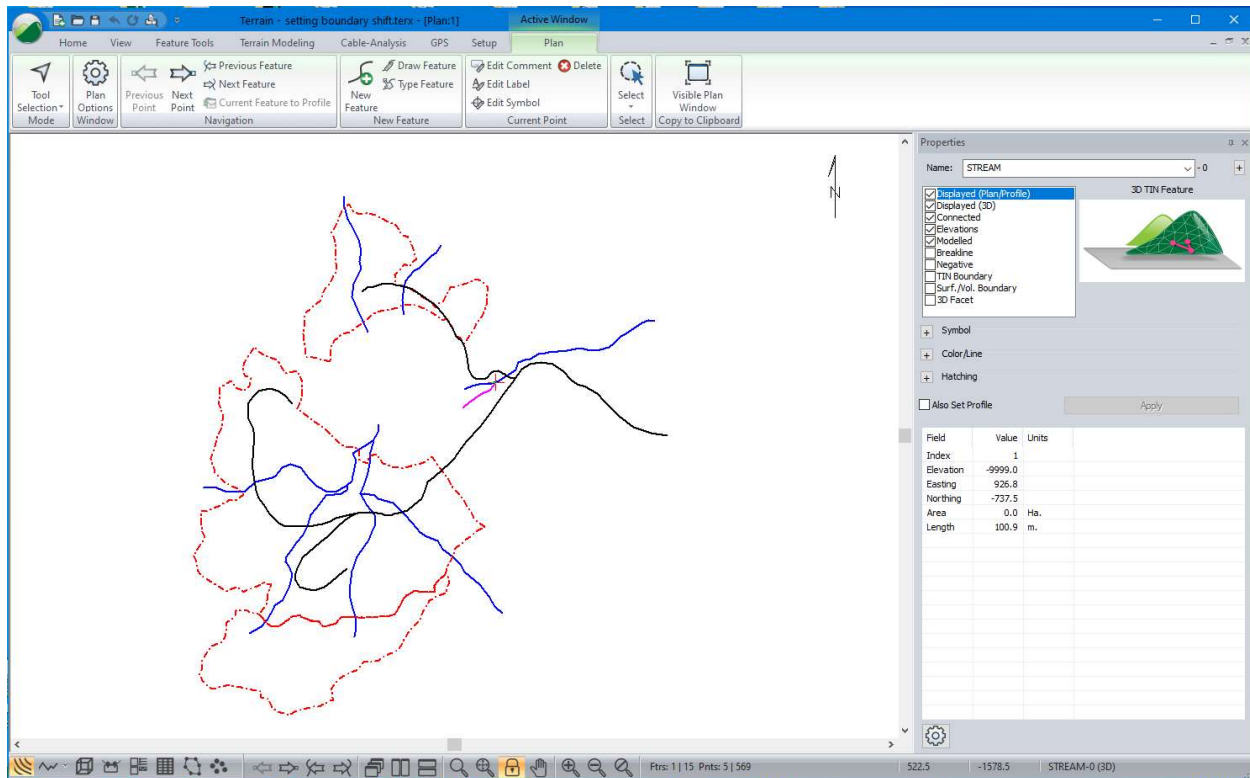 Terrain - setting boundary shift.terx - [Plan:1]
Active Window
Home View Feature Tools Terrain Modeling Cable-Analysis GPS Setup Plan
Tool Selection
Mode
Plan Options
Window
Previous Point
Next Point
Previous Feature
Next Feature
Current Feature to Profile
Navigation
New Feature
Draw Feature
Type Feature
New Feature
Edit Comment
Delete
Edit Label
Edit Symbol
Current Point
Select
Select
Visible Plan Window
Copy to Clipboard
N
Properties
Name: STREAM - 0 +
Displayed (Plan/Profile)
Displayed (3D)
Connected
Elevations
Modelled
Breakline
Negative
TIN Boundary
Surf./Vol. Boundary
3D Facet
3D TIN Feature
+ Symbol
+ Color/Line
+ Hatching
Also Set Profile
Apply
Field Value Units
Index 1
Elevation -9999.0
Easting 926.8
Northing -737.5
Area 0.0 Ha.
Length 100.9 m.
Ftrs: 1 | 15 Pnts: 5 | 569
522.5 -1578.5 STREAM-0 (3D)